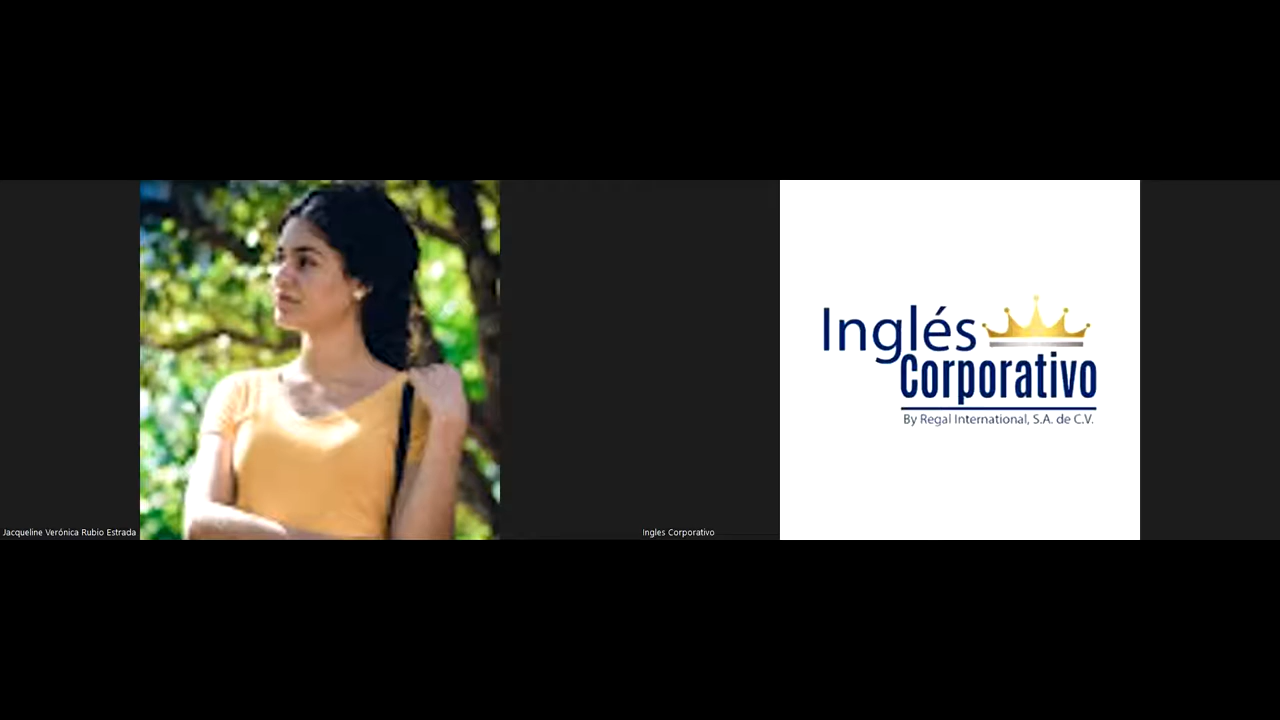 Inglés
Corporativo
By Regal International, S.A. de C.V.
Jacqueline Verónica Rubio Estrada
Ingles Corporativo